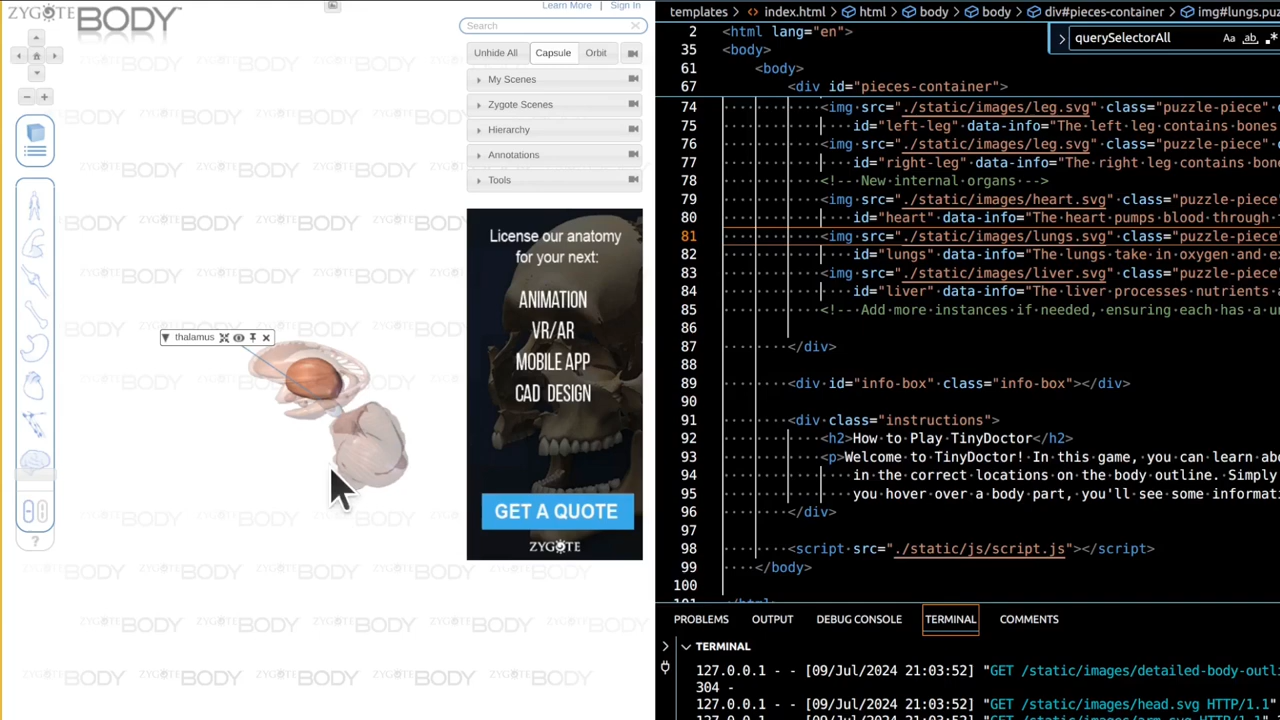 ZYGOTE BODY
Learn More | Sign In
Search
Unhide All Capsule Orbit
My Scenes
Zygote Scenes
Hierarchy
Annotations
Tools
thalamus
License our anatomy
for your next:
ANIMATION
VR/AR
MOBILE APP
CAD DESIGN
GET A QUOTE
ZYGOTE
?
templates > index.html > html > body > body > div#pieces-container > img#lungs.puz
querySelectorAll
2 <html lang="en">
35 <body>
61 <body>
67 <div id="pieces-container">
74 <img src="./static/images/leg.svg" class="puzzle-piece"
75 id="left-leg" data-info="The left leg contains bones
76 <img src="./static/images/leg.svg" class="puzzle-piece"
77 id="right-leg" data-info="The right leg contains bon
78 <!-- New internal organs -->
79 <img src="./static/images/heart.svg" class="puzzle-piece
80 id="heart" data-info="The heart pumps blood through
81 <img src="./static/images/lungs.svg" class="puzzle-piece
82 id="lungs" data-info="The lungs take in oxygen and e
83 <img src="./static/images/liver.svg" class="puzzle-piece
84 id="liver" data-info="The liver processes nutrients
85 <!-- Add more instances if needed, ensuring each has a u
86
87 </div>
88
89 <div id="info-box" class="info-box"></div>
90
91 <div class="instructions">
92 <h2>How to Play TinyDoctor</h2>
93 <p>Welcome to TinyDoctor! In this game, you can learn abo
94 in the correct locations on the body outline. Simply
95 you hover over a body part, you'll see some informati
96 </div>
97
98 <script src="./static/js/script.js"></script>
99 </body>
100
PROBLEMS OUTPUT DEBUG CONSOLE TERMINAL COMMENTS
TERMINAL
127.0.0.1 - - [09/Jul/2024 21:03:52] "GET /static/images/detailed-body-outli
304 -
127.0.0.1 - - [09/Jul/2024 21:03:52] "GET /static/images/head.svg HTTP/1.1"